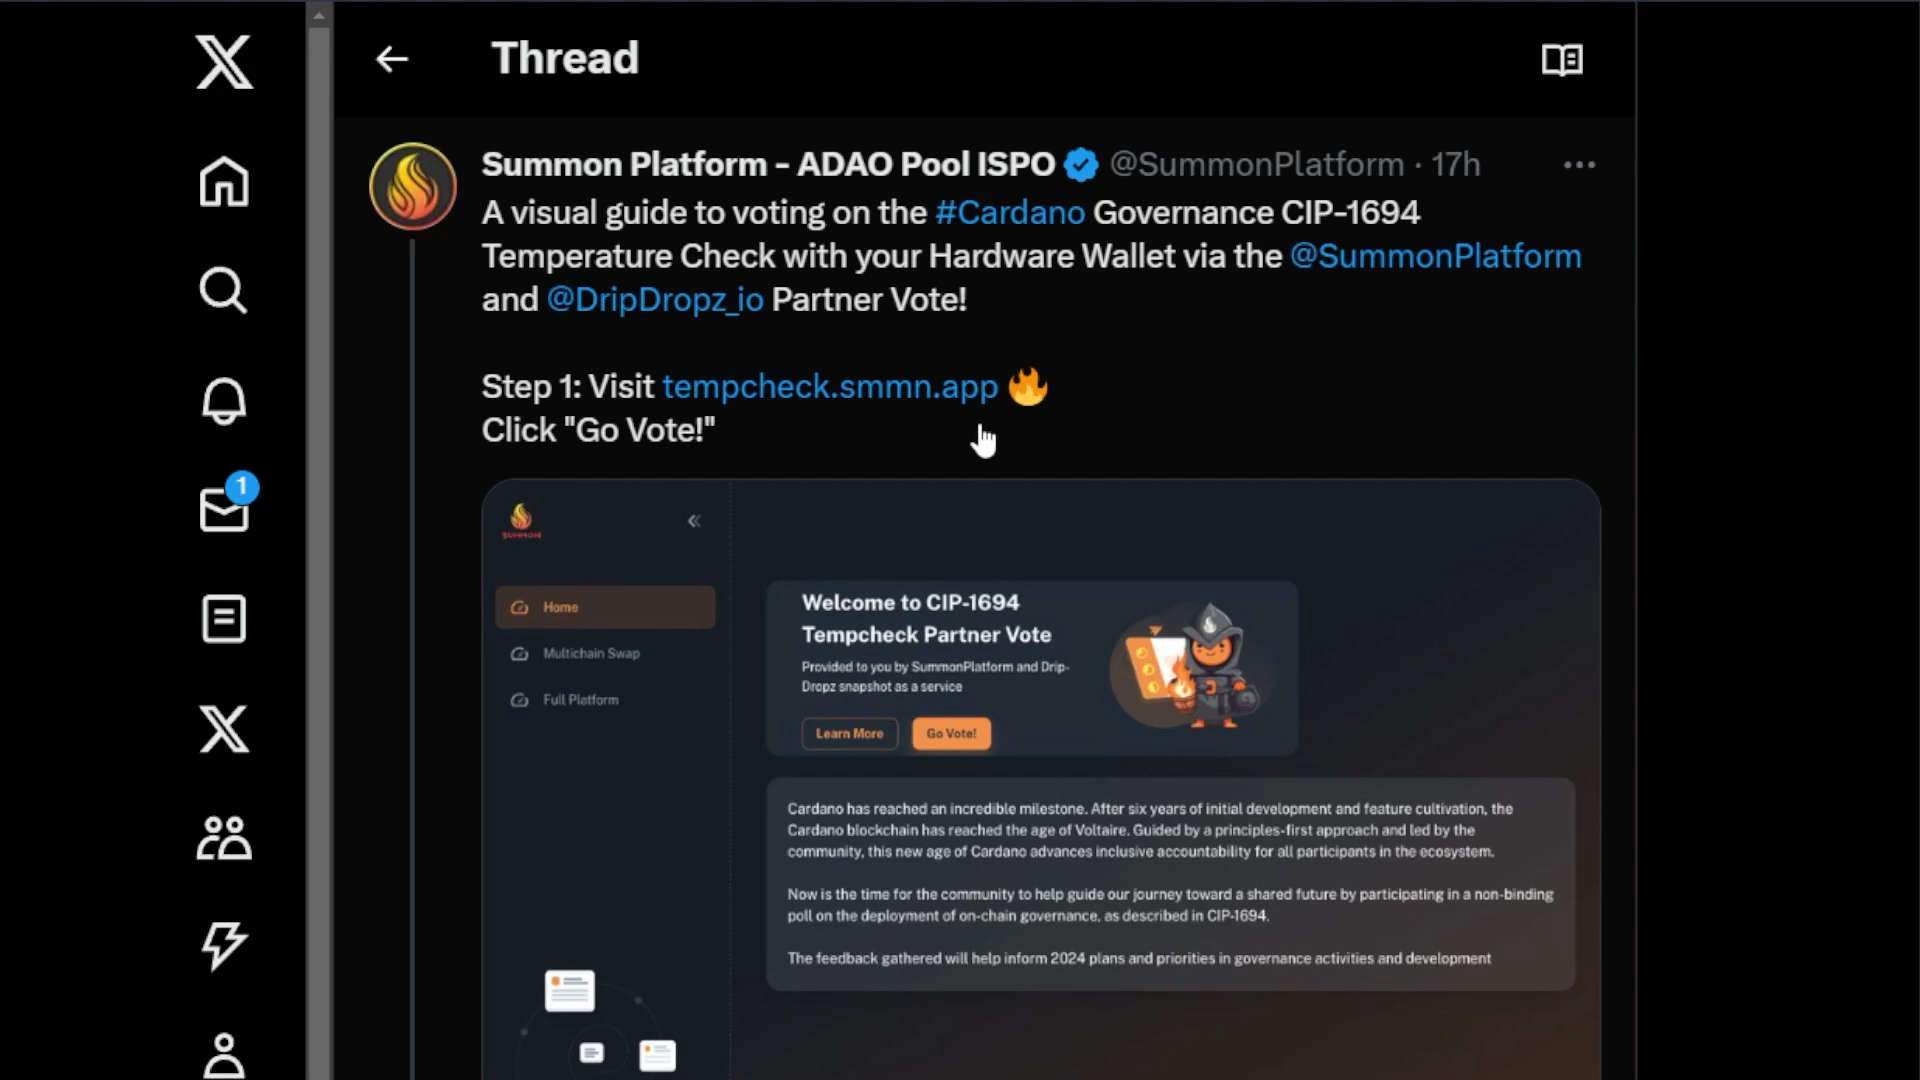 Thread
Summon Platform - ADAO Pool ISPO @SummonPlatform · 17h
A visual guide to voting on the #Cardano Governance CIP-1694
Temperature Check with your Hardware Wallet via the @SummonPlatform
and @DripDropz_io Partner Vote!
Step 1: Visit tempcheck.smmn.app 🔥
Click "Go Vote!"
1
SUMMON
Home
Multichain Swap
Full Platform
Welcome to CIP-1694
Tempcheck Partner Vote
Provided to you by SummonPlatform and Drip-
Dropz snapshot as a service
Learn More
Go Vote!
Cardano has reached an incredible milestone. After six years of initial development and feature cultivation, the
Cardano blockchain has reached the age of Voltaire. Guided by a principles-first approach and led by the
community, this new age of Cardano advances inclusive accountability for all participants in the ecosystem.
Now is the time for the community to help guide our journey toward a shared future by participating in a non-binding
poll on the deployment of on-chain governance, as described in CIP-1694.
The feedback gathered will help inform 2024 plans and priorities in governance activities and development